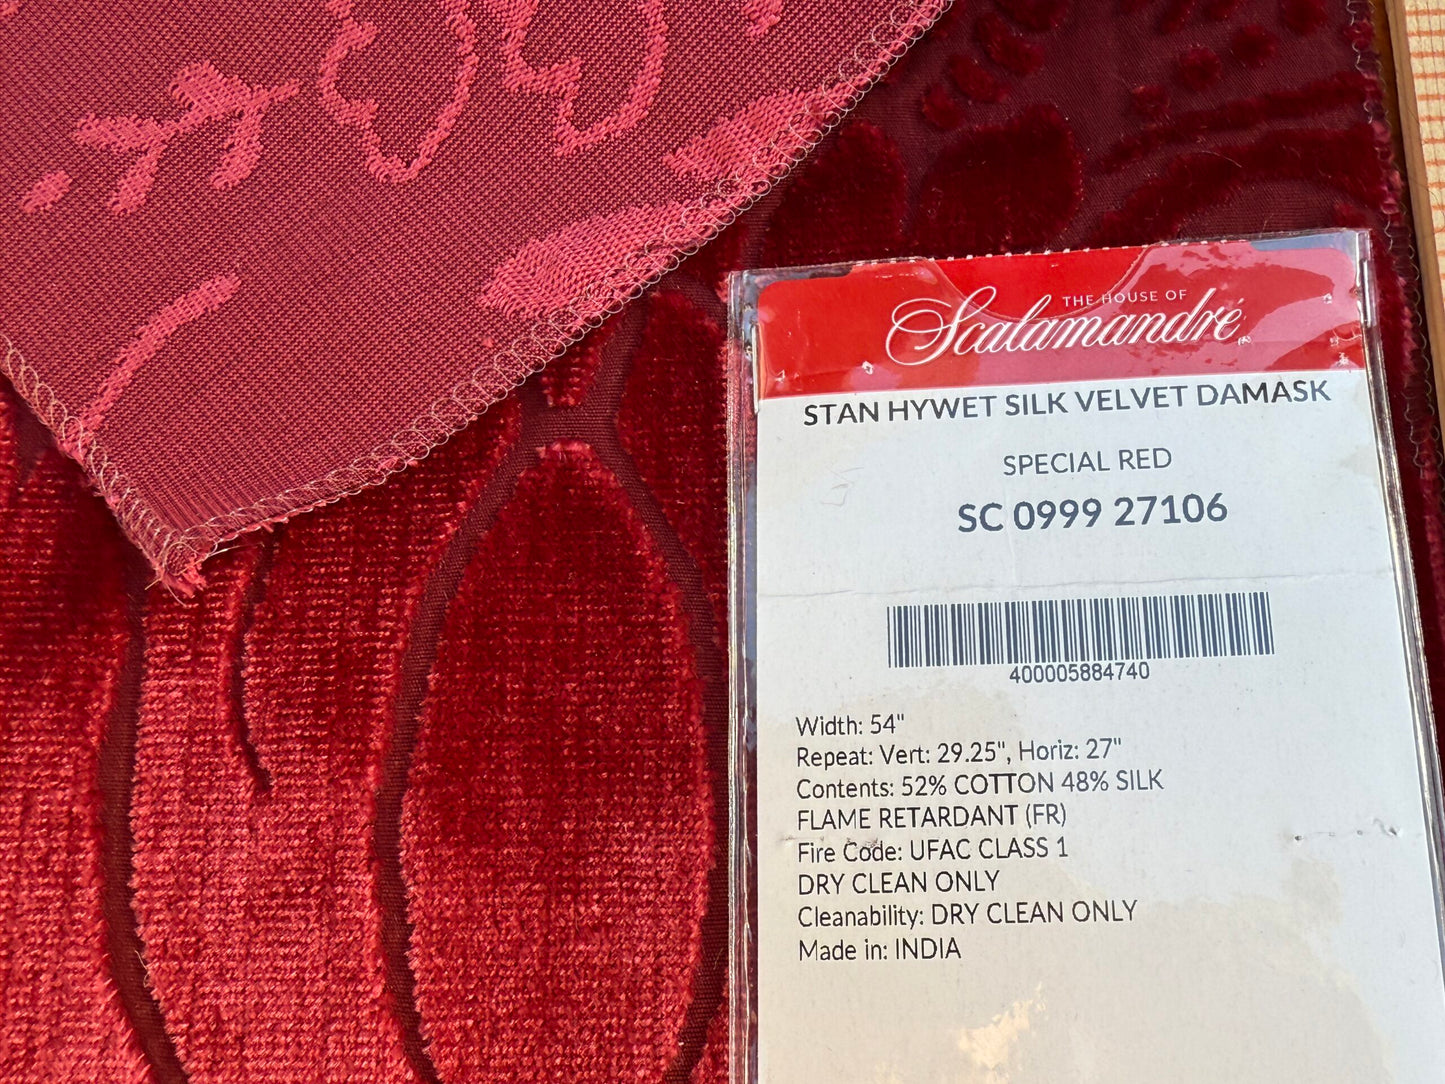 THE HOUSE OF
Scalamandré
STAN HYWET SILK VELVET DAMASK
SPECIAL RED
SC 0999 27106
400005884740
Width: 54"
Repeat: Vert: 29.25", Horiz: 27"
Contents: 52% COTTON 48% SILK
FLAME RETARDANT (FR)
Fire Code: UFAC CLASS 1
DRY CLEAN ONLY
Cleanability: DRY CLEAN ONLY
Made in: INDIA